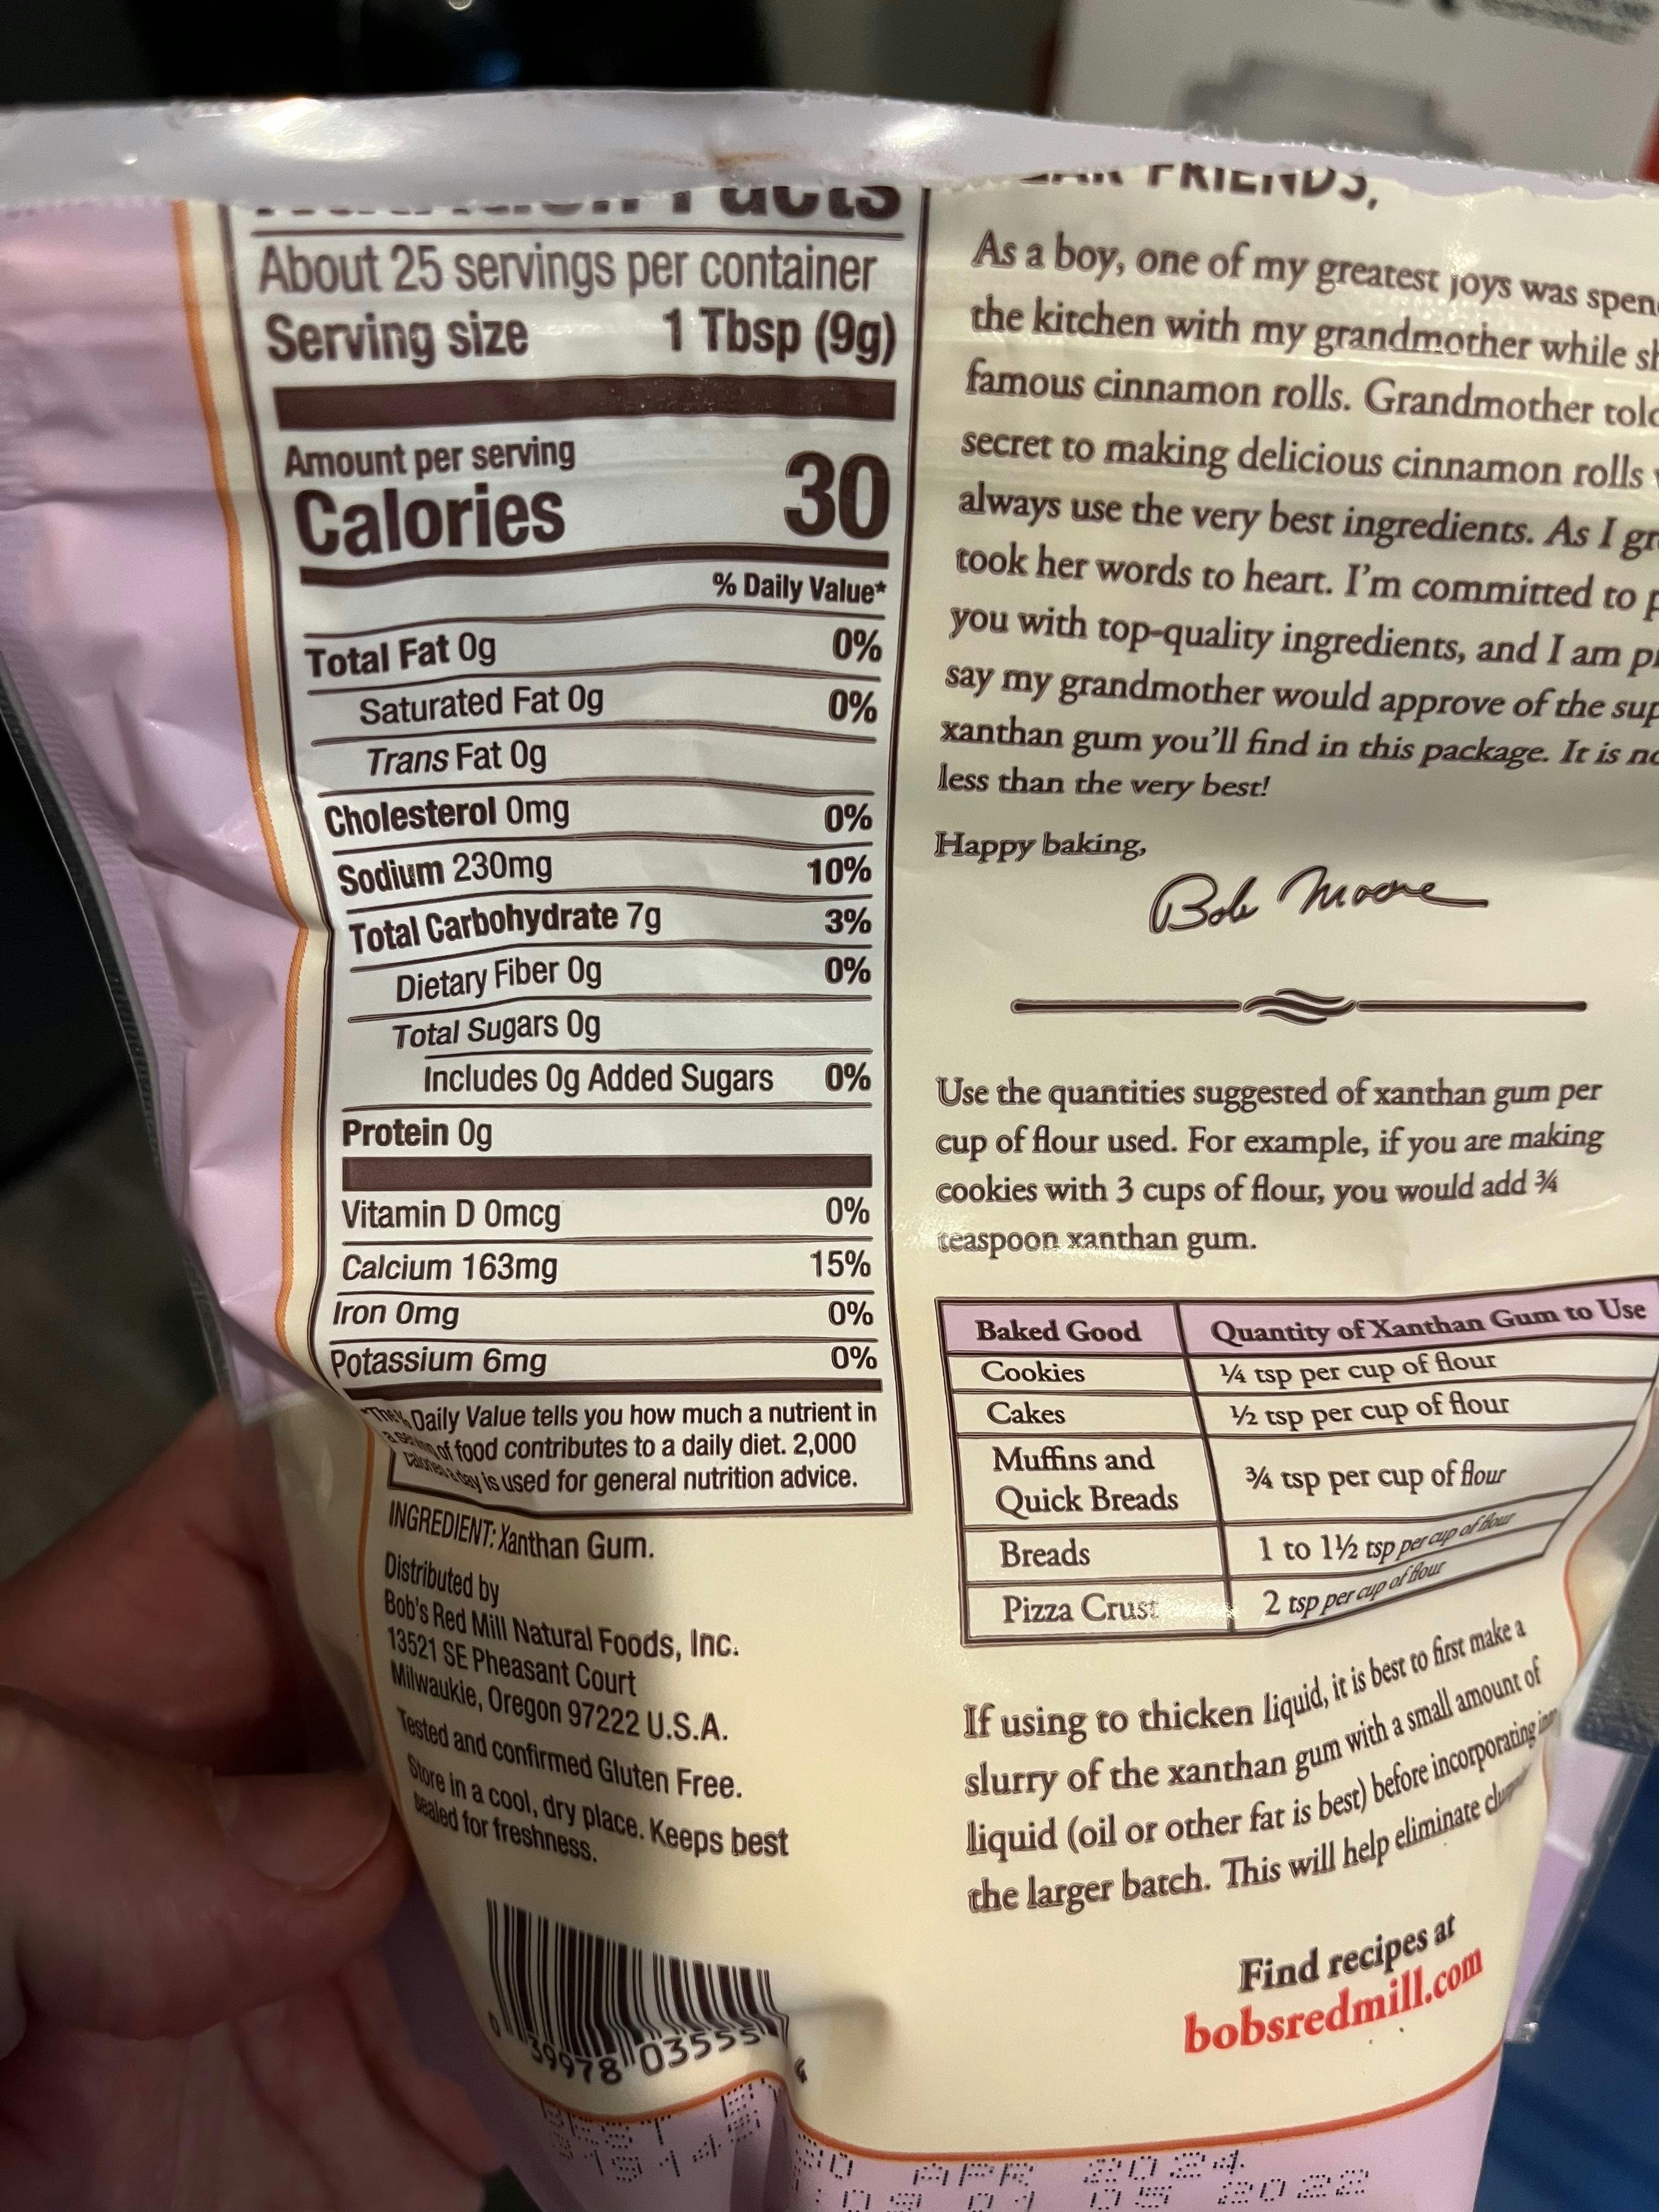 Facts
About 25 servings per container
Serving size 1 Tbsp (9g)
Amount per serving
Calories 30
% Daily Value*
Total Fat 0g 0%
Saturated Fat 0g 0%
Trans Fat 0g
Cholesterol 0mg 0%
Sodium 230mg 10%
Total Carbohydrate 7g 3%
Dietary Fiber 0g 0%
Total Sugars 0g
Includes 0g Added Sugars 0%
Protein 0g
Vitamin D 0mcg 0%
Calcium 163mg 15%
Iron 0mg 0%
Potassium 6mg 0%
*The % Daily Value tells you how much a nutrient in
a serving of food contributes to a daily diet. 2,000
calories a day is used for general nutrition advice.
INGREDIENT: Xanthan Gum.
Distributed by
Bob's Red Mill Natural Foods, Inc.
13521 SE Pheasant Court
Milwaukie, Oregon 97222 U.S.A.
Tested and confirmed Gluten Free.
Store in a cool, dry place. Keeps best
sealed for freshness.
0 39978 03555
FRIENDS,
As a boy, one of my greatest joys was
the kitchen with my grandmother while
famous cinnamon rolls. Grandmother
secret to making delicious cinnamon rolls
always use the very best ingredients. As I
took her words to heart. I'm committed to
you with top-quality ingredients, and I am
say my grandmother would approve of the
xanthan gum you'll find in this package. It is
less than the very best!
Happy baking,
Bob Moore
Use the quantities suggested of xanthan gum per
cup of flour used. For example, if you are making
cookies with 3 cups of flour, you would add ¾
teaspoon xanthan gum.
Baked Good Quantity of Xanthan Gum to Use
Cookies ¼ tsp per cup of flour
Cakes ½ tsp per cup of flour
Muffins and
Quick Breads ¾ tsp per cup of flour
Breads 1 to 1½ tsp per cup of flour
Pizza Crust 2 tsp per cup of flour
If using to thicken liquid, it is best to first make a
slurry of the xanthan gum with a small amount of
liquid (oil or other fat is best) before incorporating
the larger batch. This will help eliminate
Find recipes at
bobsredmill.com
APR 2024
05 2022